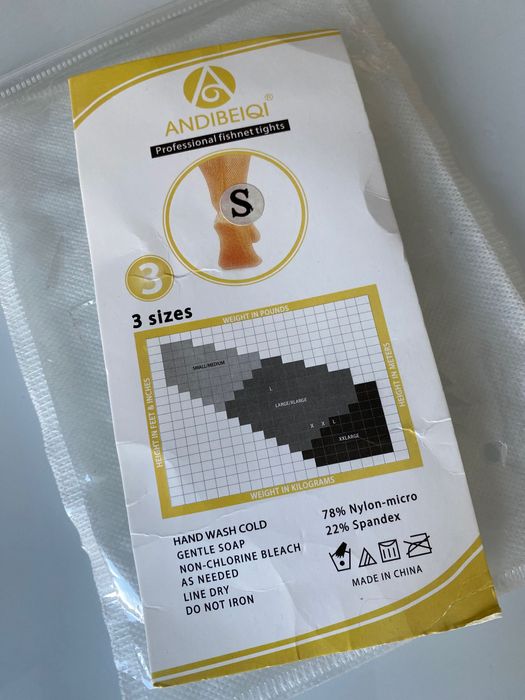 ANDIBEIQI®
Professional fishnet tights
S
3
3 sizes
WEIGHT IN POUNDS
HEIGHT IN FEET & INCHES
HEIGHT IN METERS
SMALL/MEDIUM
L
LARGE/XLARGE
X X L
XXLARGE
WEIGHT IN KILOGRAMS
HAND WASH COLD
GENTLE SOAP
NON-CHLORINE BLEACH
AS NEEDED
LINE DRY
DO NOT IRON
78% Nylon-micro
22% Spandex
MADE IN CHINA